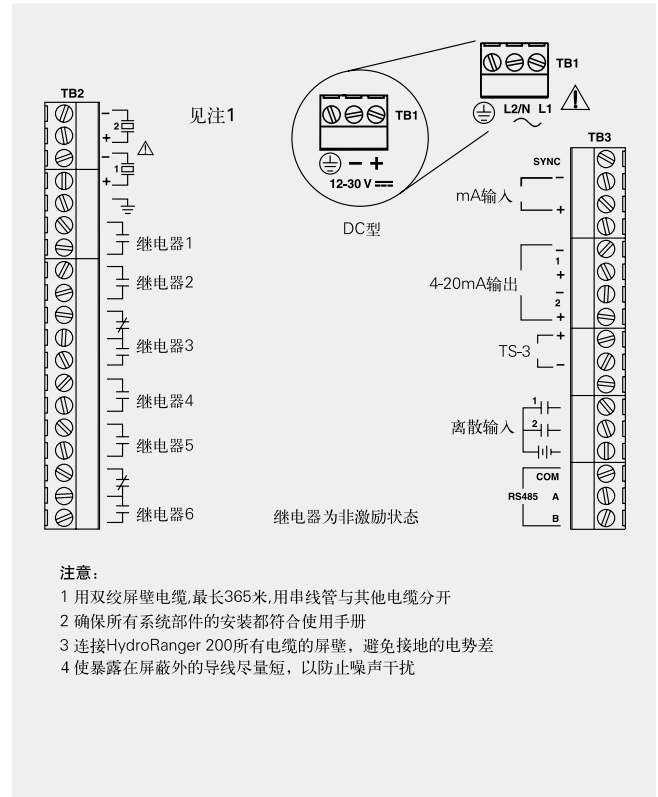 TB2
见注1
- 2 +
- 1 +
继电器1
继电器2
继电器3
继电器4
继电器5
继电器6
TB1
12-30 V
DC型
TB1
L2/N L1
TB3
SYNC
mA输入
-
+
4-20mA输出
-
1
+
-
2
+
TS-3
+
-
离散输入
1
2
COM
RS485 A
B
继电器为非激励状态
注意：
1 用双绞屏壁电缆,最长365米,用串线管与其他电缆分开
2 确保所有系统部件的安装都符合使用手册
3 连接HydroRanger 200所有电缆的屏壁，避免接地的电势差
4 使暴露在屏蔽外的导线尽量短，以防止噪声干扰